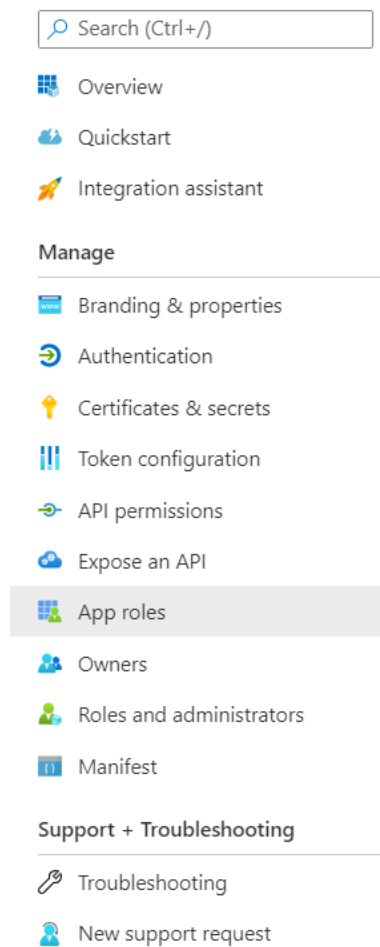 Search (Ctrl+/)
Overview
Quickstart
Integration assistant
Manage
www
Branding & properties
Authentication
Certificates & secrets
Token configuration
API permissions
Expose an API
App roles
Owners
Roles and administrators
Manifest
Support + Troubleshooting
Troubleshooting
New support request